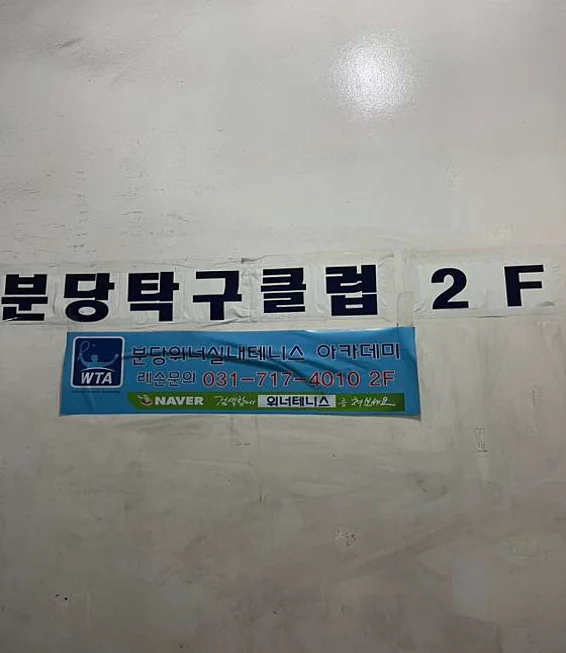 분당탁구클럽 2F
분당위너실내테니스 아카데미
WTA
레슨문의 031-717-4010 2F
NAVER 검색창에 위너테니스 를 쳐보세요